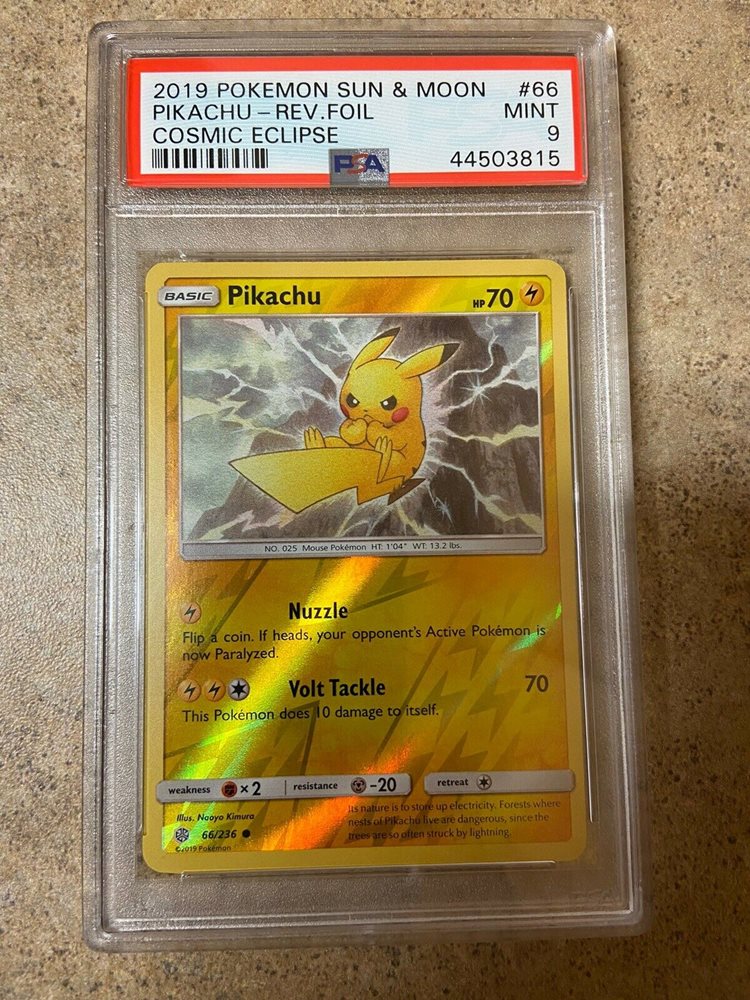 2019 POKEMON SUN & MOON #66
PIKACHU-REV.FOIL MINT
COSMIC ECLIPSE 9
PSA 44503815
BASIC Pikachu HP70
NO. 025 Mouse Pokémon HT: 1'04" WT: 13.2 lbs.
Nuzzle
Flip a coin. If heads, your opponent's Active Pokémon is
now Paralyzed.
Volt Tackle 70
This Pokémon does 10 damage to itself.
weakness ×2 resistance -20 retreat
Illus. Naoyo Kimura
66/236
©2019 Pokémon
Its nature is to store up electricity. Forests where
nests of Pikachu live are dangerous, since the
trees are so often struck by lightning.